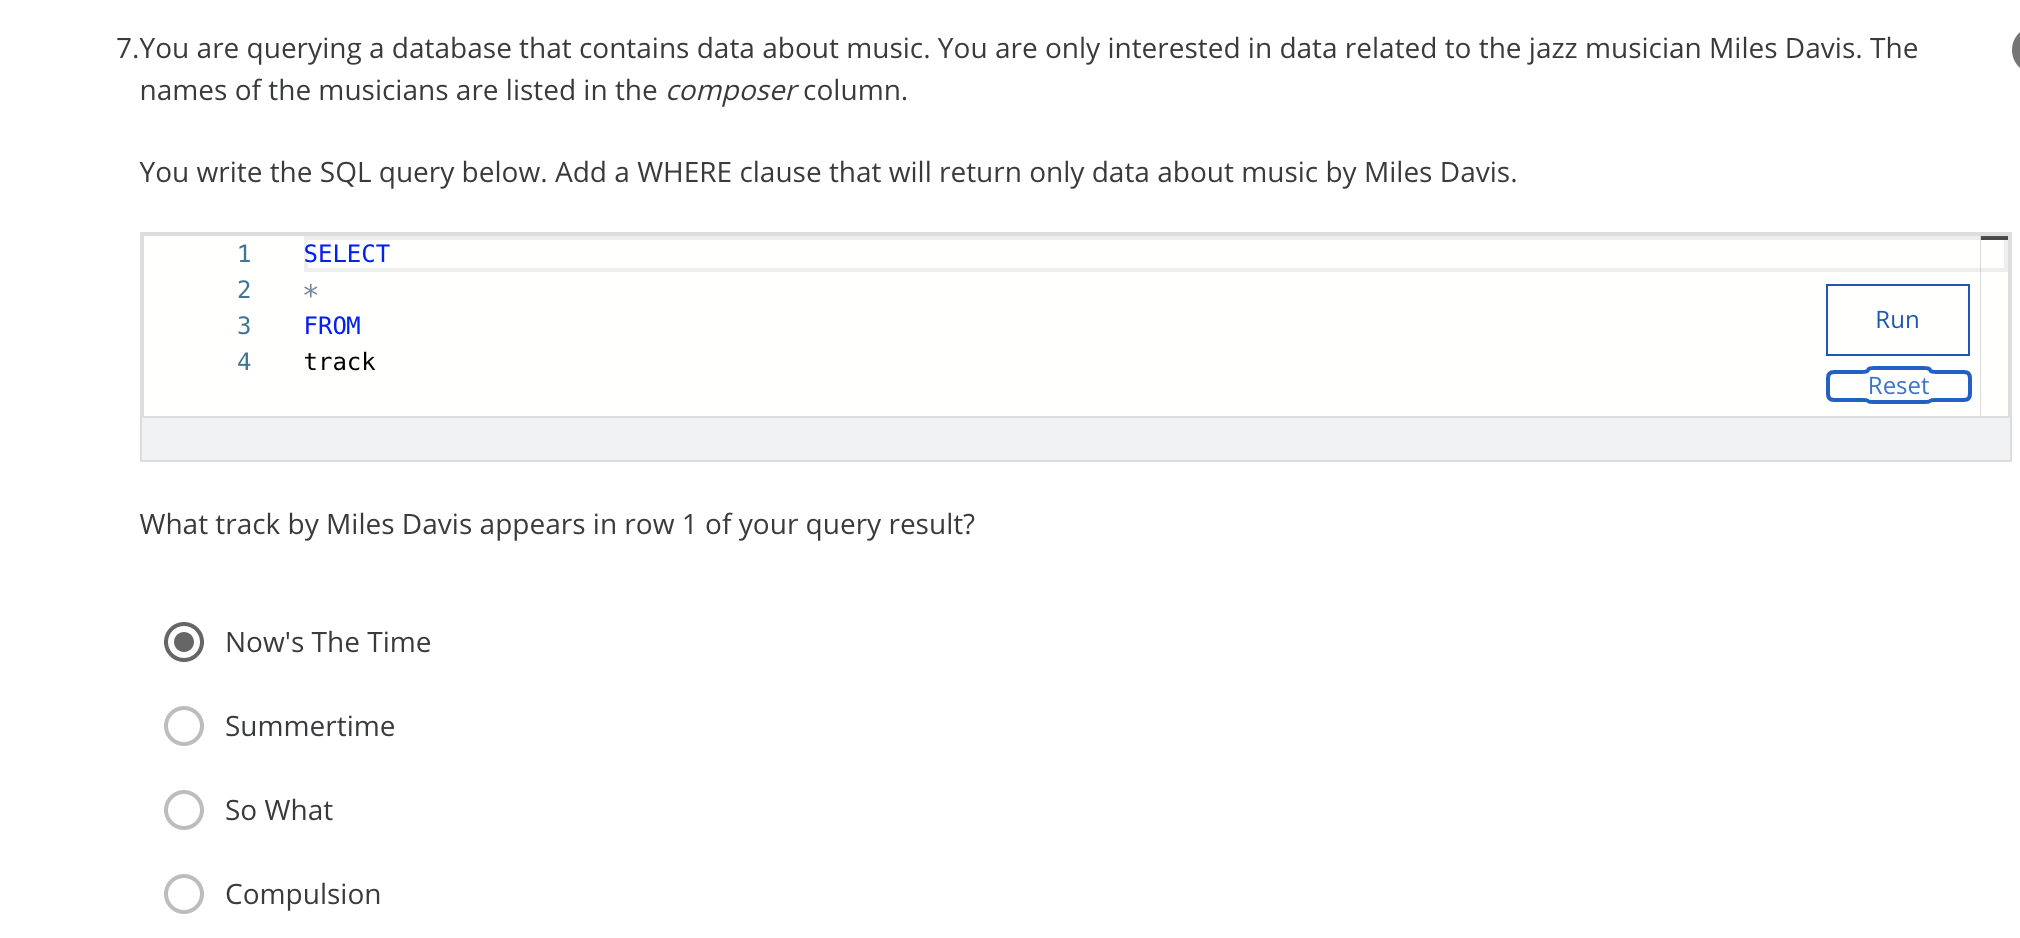 7.You are querying a database that contains data about music. You are only interested in data related to the jazz musician Miles Davis. The
names of the musicians are listed in the composer column.
You write the SQL query below. Add a WHERE clause that will return only data about music by Miles Davis.
1 SELECT
2 *
3 FROM
4 track
Run
Reset
What track by Miles Davis appears in row 1 of your query result?
Now's The Time
Summertime
So What
Compulsion